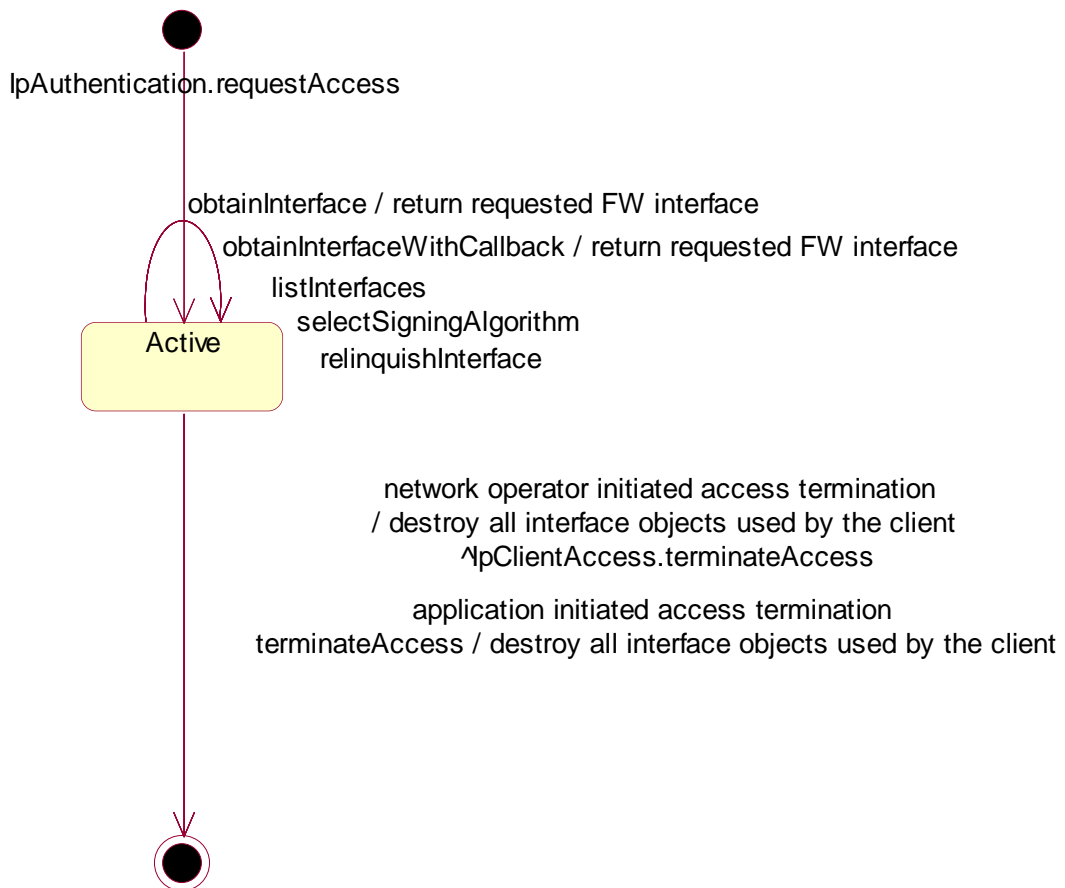 IpAuthentication.requestAccess
obtainInterface / return requested FW interface
obtainInterfaceWithCallback / return requested FW interface
listInterfaces
selectSigningAlgorithm
Active
relinquishInterface
network operator initiated access termination
/ destroy all interface objects used by the client
^IpClientAccess.terminateAccess
application initiated access termination
terminateAccess / destroy all interface objects used by the client